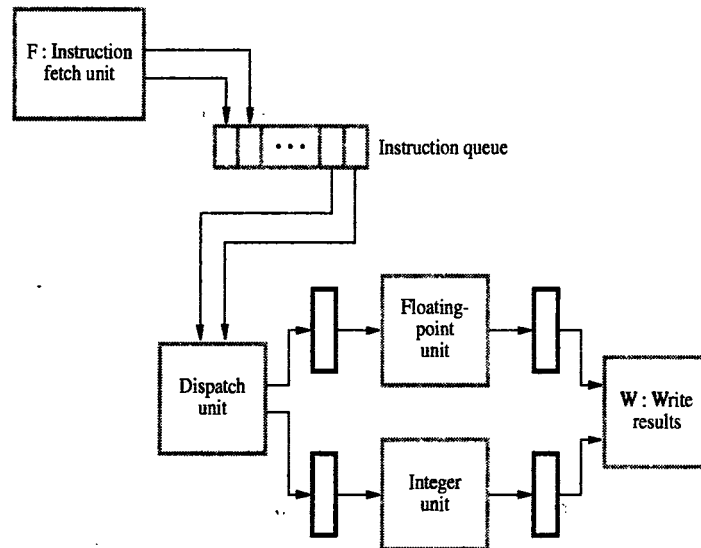 F : Instruction
fetch unit
Instruction queue
Floating-
point
unit
Dispatch
unit
W : Write
results
Integer
unit